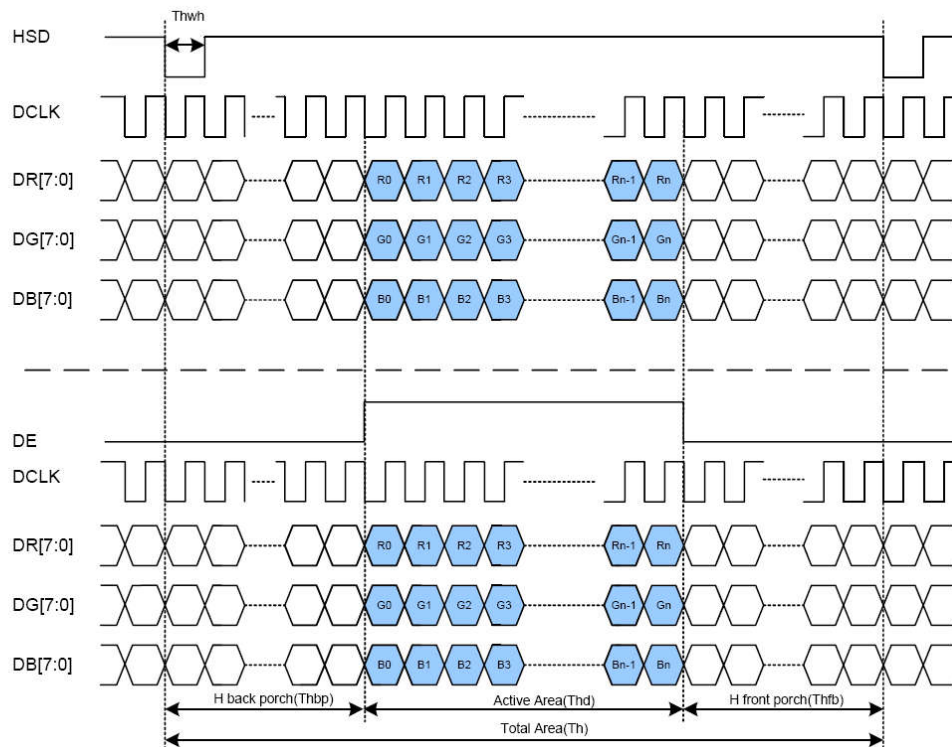 Thwh
HSD
DCLK
DR[7:0] R0 R1 R2 R3 Rn-1 Rn
DG[7:0] G0 G1 G2 G3 Gn-1 Gn
DB[7:0] B0 B1 B2 B3 Bn-1 Bn
DE
DCLK
DR[7:0] R0 R1 R2 R3 Rn-1 Rn
DG[7:0] G0 G1 G2 G3 Gn-1 Gn
DB[7:0] B0 B1 B2 B3 Bn-1 Bn
H back porch(Thbp) Active Area(Thd) H front porch(Thfb)
Total Area(Th)